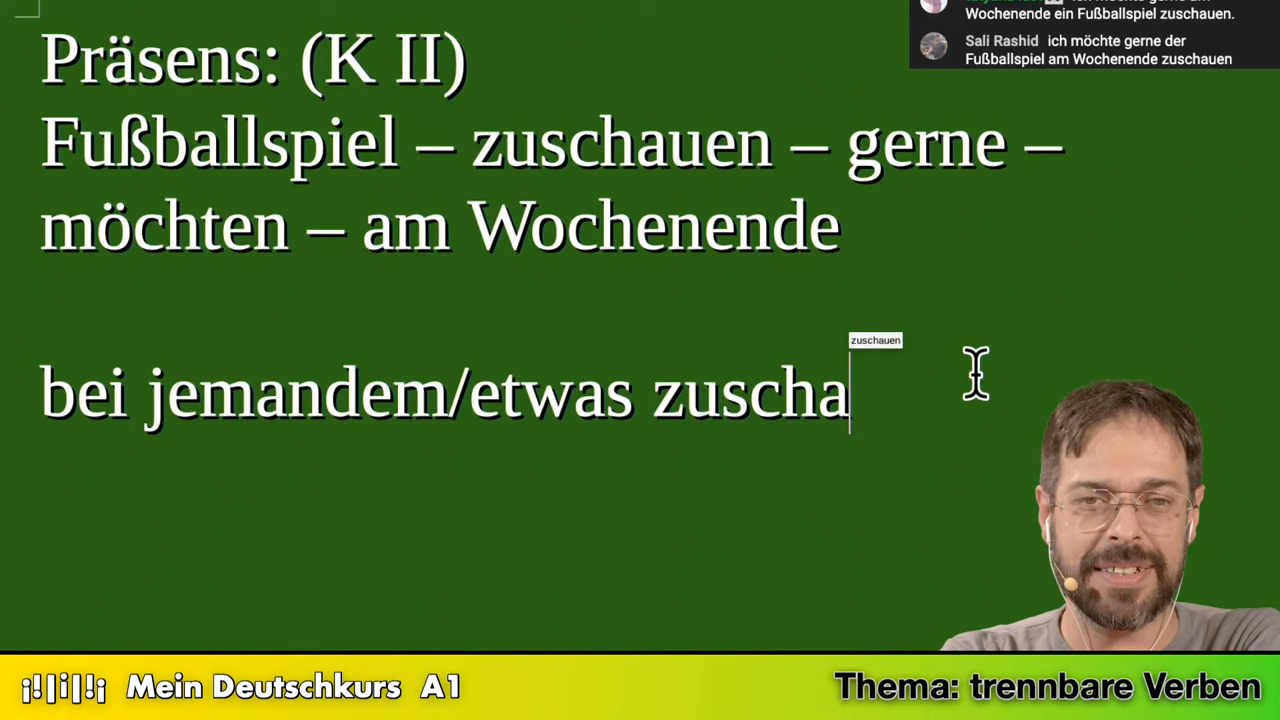 Präsens: (K II)
Fußballspiel – zuschauen – gerne –
möchten – am Wochenende
bei jemandem/etwas zuscha
zuschauen
Wochenende ein Fußballspiel zuschauen.
Sali Rashid ich möchte gerne der
Fußballspiel am Wochenende zuschauen
Mein Deutschkurs A1
Thema: trennbare Verben